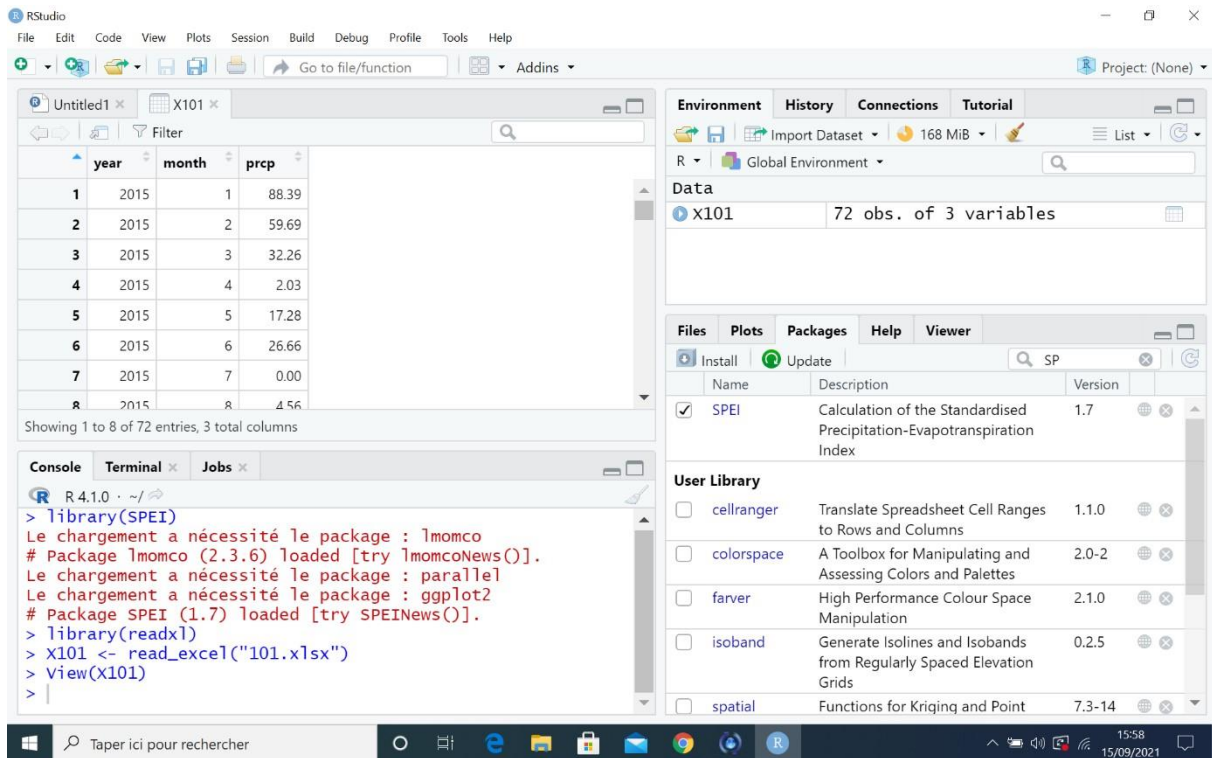 RStudio
File Edit Code View Plots Session Build Debug Profile Tools Help
Go to file/function Addins Project: (None)
Untitled1 X101
Filter
year month prcp
1 2015 1 88.39
2 2015 2 59.69
3 2015 3 32.26
4 2015 4 2.03
5 2015 5 17.28
6 2015 6 26.66
7 2015 7 0.00
8 2015 8 4.56
Showing 1 to 8 of 72 entries, 3 total columns
Console Terminal Jobs
R 4.1.0 · ~/
> library(SPEI)
Le chargement a nécessité le package : lmomco
# Package lmomco (2.3.6) loaded [try lmomcoNews()].
Le chargement a nécessité le package : parallel
Le chargement a nécessité le package : ggplot2
# Package SPEI (1.7) loaded [try SPEINews()].
> library(readxl)
> X101 <- read_excel("101.xlsx")
> View(X101)
>
Environment History Connections Tutorial
Import Dataset 168 MiB List
R Global Environment
Data
X101 72 obs. of 3 variables
Files Plots Packages Help Viewer
Install Update SP
Name Description Version
SPEI Calculation of the Standardised 1.7
Precipitation-Evapotranspiration
Index
User Library
cellranger Translate Spreadsheet Cell Ranges 1.1.0
to Rows and Columns
colorspace A Toolbox for Manipulating and 2.0-2
Assessing Colors and Palettes
farver High Performance Colour Space 2.1.0
Manipulation
isoband Generate Isolines and Isobands 0.2.5
from Regularly Spaced Elevation
Grids
spatial Functions for Kriging and Point 7.3-14
Taper ici pour rechercher
15:58
15/09/2021